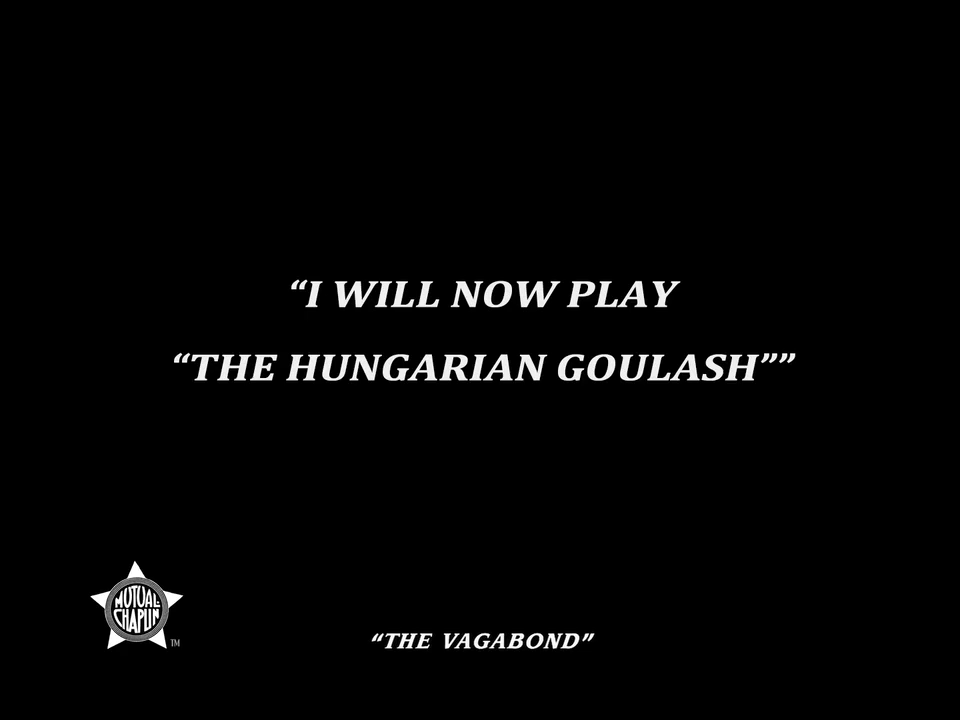 “I WILL NOW PLAY
“THE HUNGARIAN GOULASH””
MUTUAL-
CHAPLIN
TM
“THE VAGABOND”